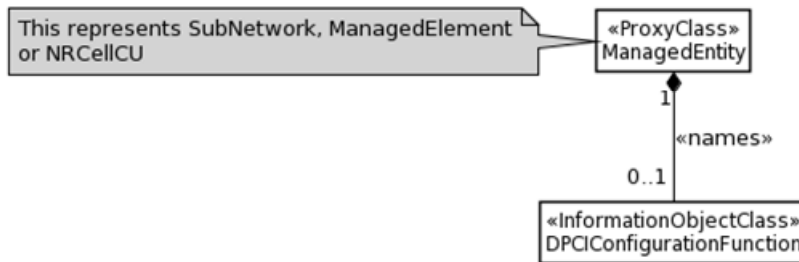 This represents SubNetwork, ManagedElement
or NRCellCU
«ProxyClass»
ManagedEntity
1
«names»
0..1
«InformationObjectClass»
DPCIConfigurationFunction